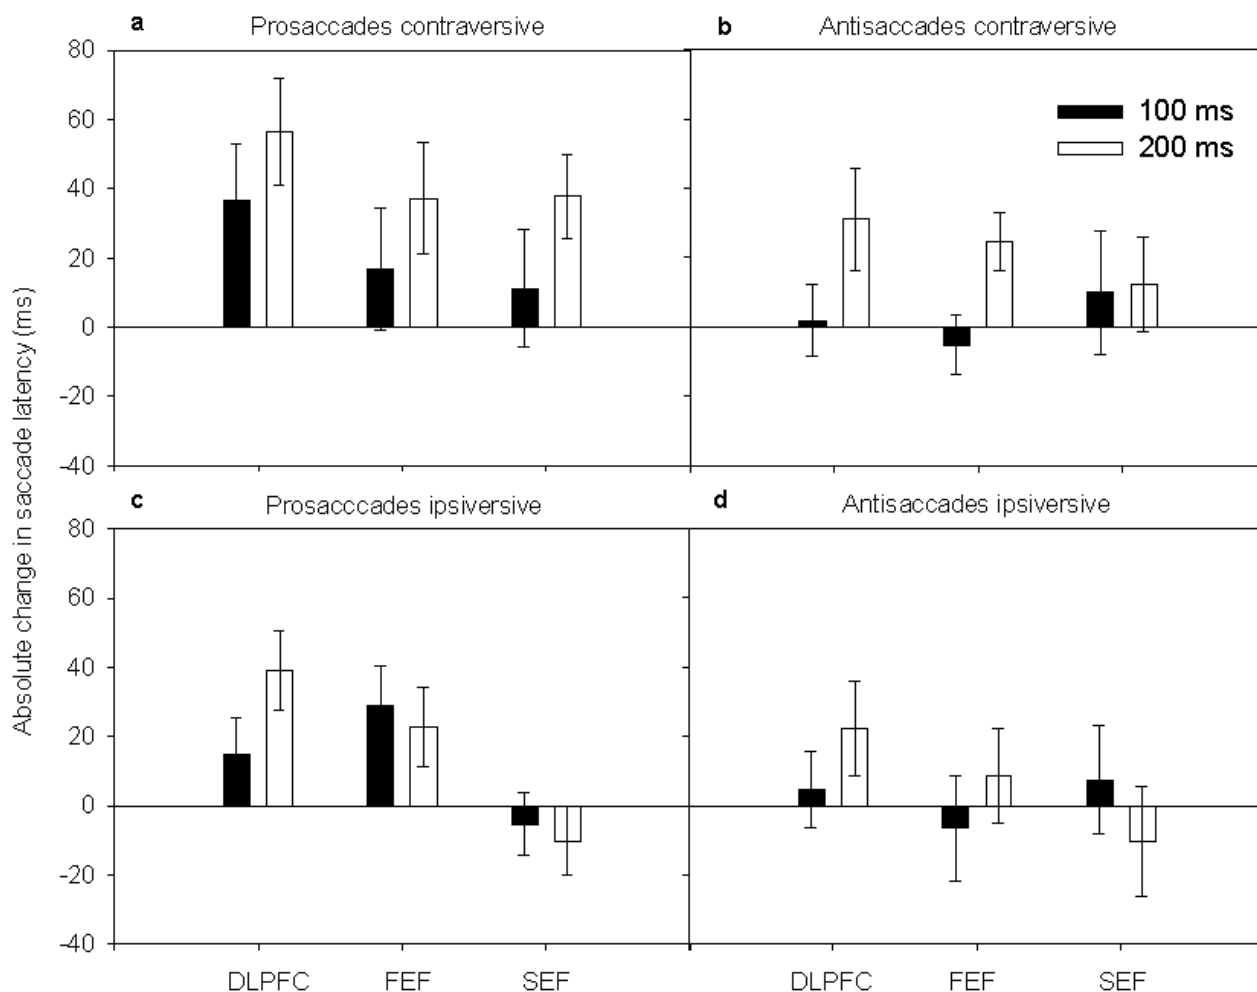 a Prosaccades contraversive
b Antisaccades contraversive
80
60
40
20
0
-20
-40
100 ms
200 ms
Absolute change in saccade latency (ms)
c Prosacccades ipsiversive
d Antisaccades ipsiversive
80
60
40
20
0
-20
-40
DLPFC FEF SEF DLPFC FEF SEF